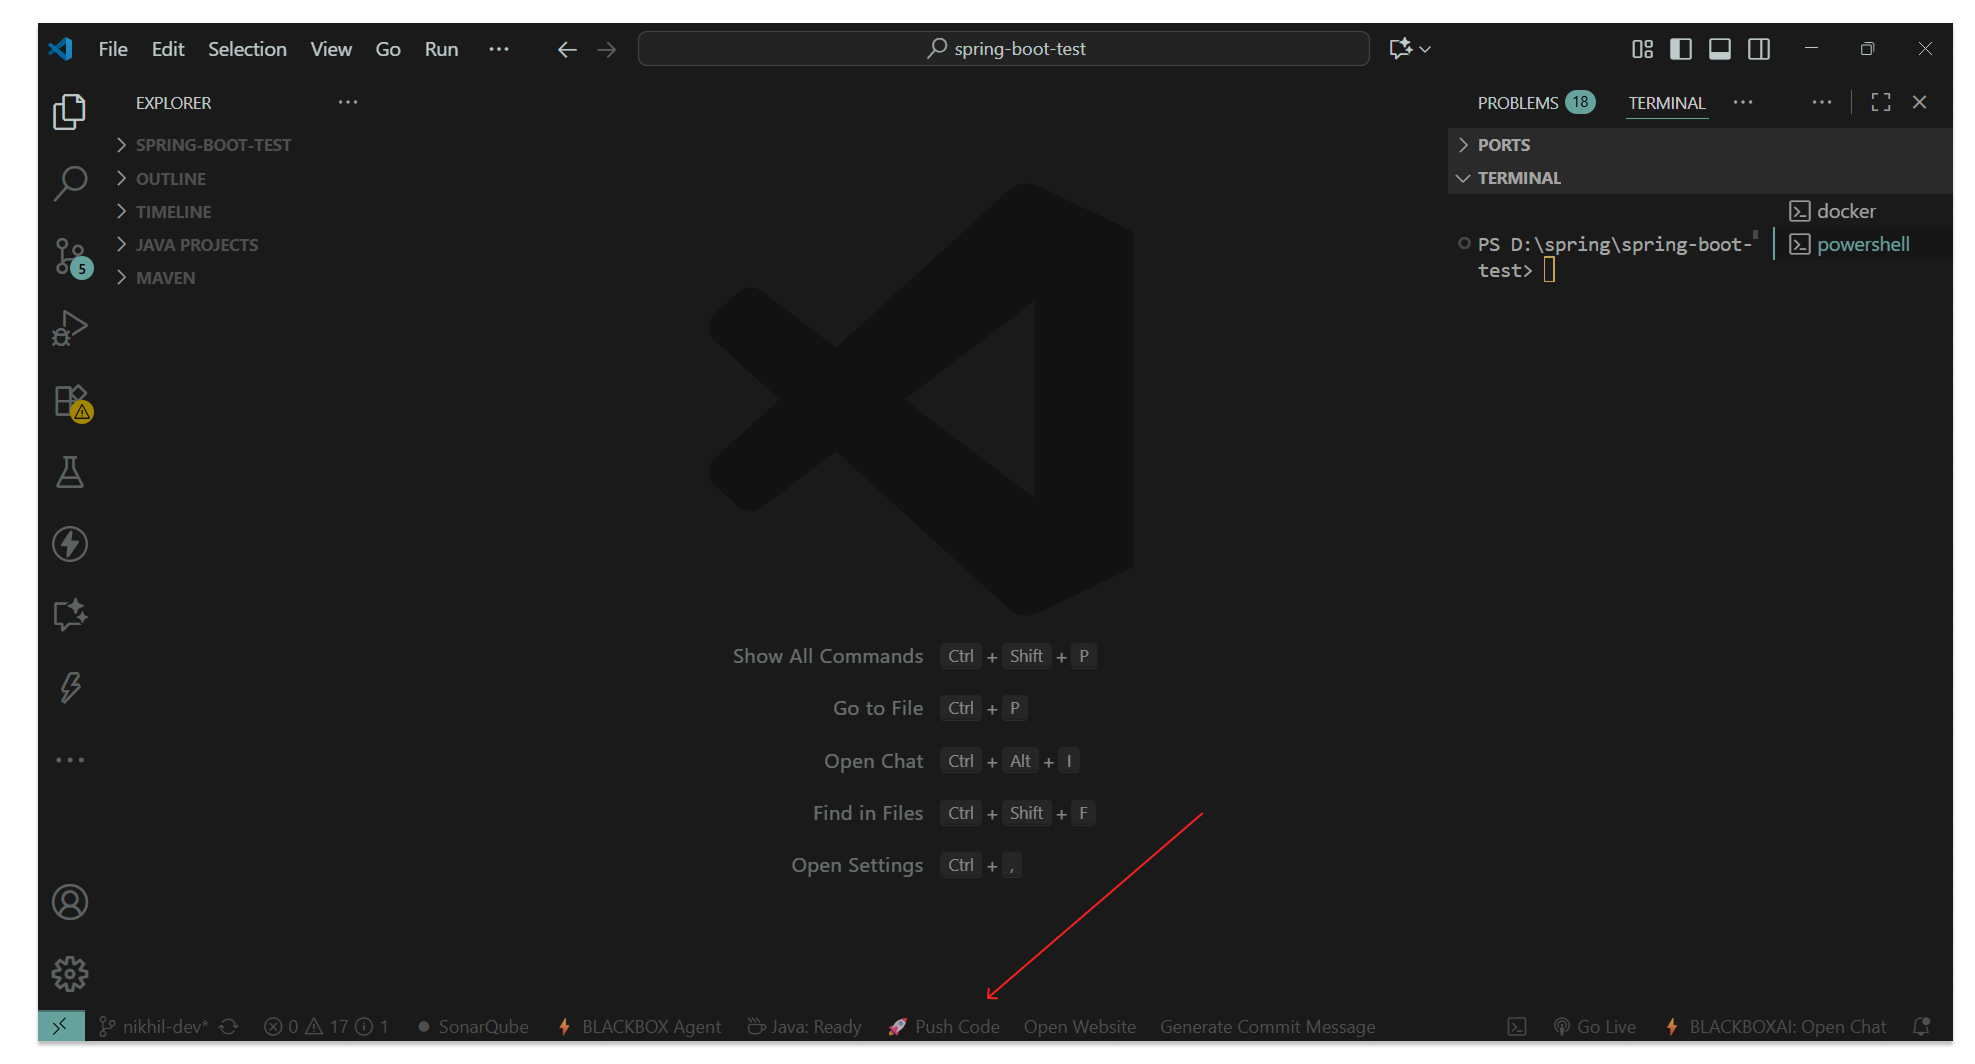 File Edit Selection View Go Run ··· spring-boot-test
EXPLORER ···
SPRING-BOOT-TEST
OUTLINE
TIMELINE
JAVA PROJECTS
MAVEN
5
Show All Commands Ctrl + Shift + P
Go to File Ctrl + P
Open Chat Ctrl + Alt + I
Find in Files Ctrl + Shift + F
Open Settings Ctrl + ,
PROBLEMS 18 TERMINAL ··· ···
PORTS
TERMINAL
docker
powershell
PS D:\spring\spring-boot-
test>
nikhil-dev* 0 17 1 SonarQube BLACKBOX Agent Java: Ready 🚀 Push Code Open Website Generate Commit Message Go Live BLACKBOXAI: Open Chat